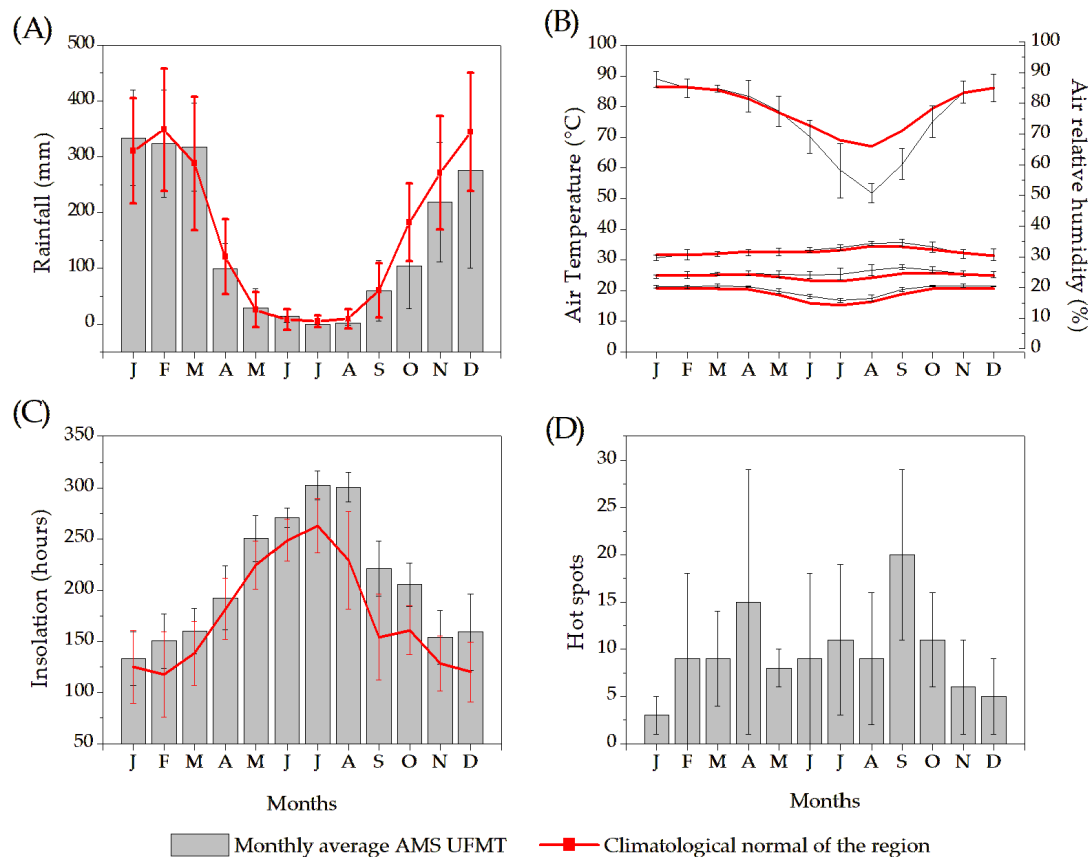 (A)
Rainfall (mm)
500
400
300
200
100
0
J F M A M J J A S O N D
(B)
Air Temperature (°C)
100
90
80
70
60
50
40
30
20
10
0
J F M A M J J A S O N D
100
90
80
70
60
50
40
30
20
10
0
Air relative humidity (%)
(C)
Insolation (hours)
350
300
250
200
150
100
50
J F M A M J J A S O N D
Months
(D)
Hot spots
30
25
20
15
10
5
0
J F M A M J J A S O N D
Months
Monthly average AMS UFMT
Climatological normal of the region